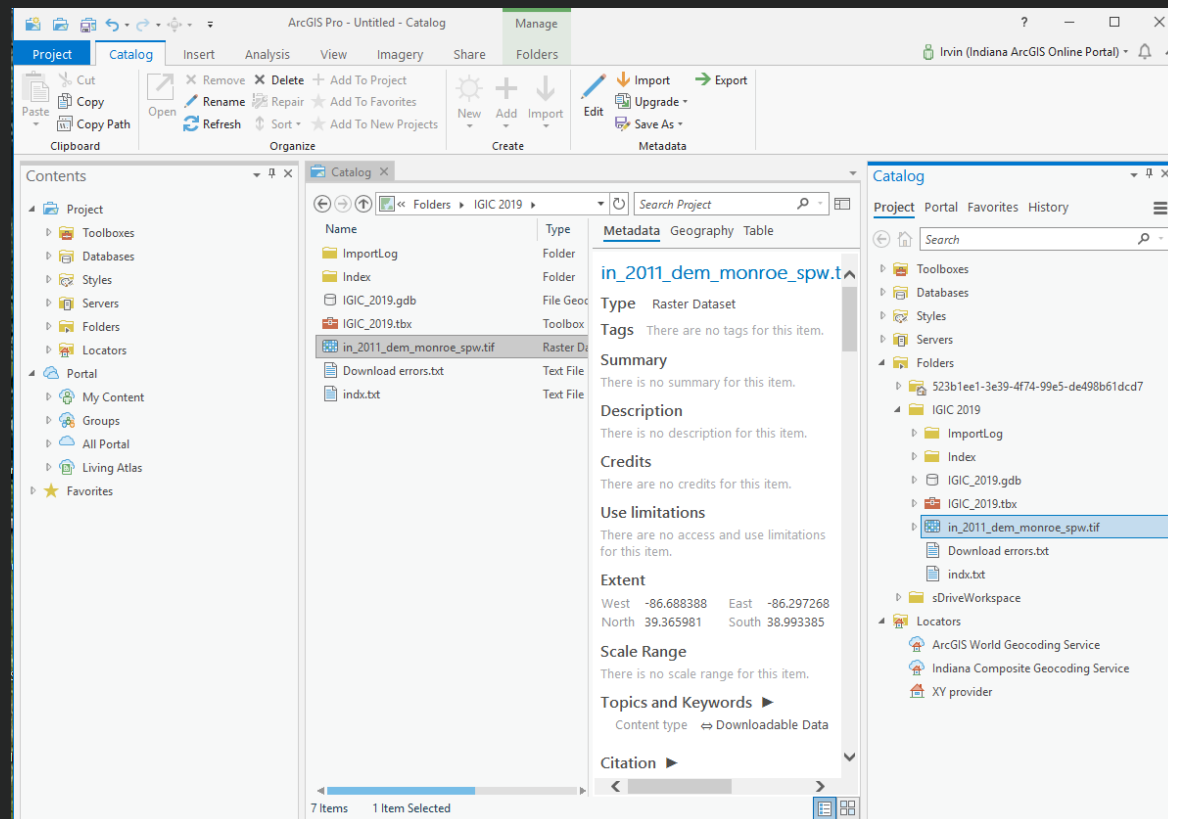 ArcGIS Pro - Untitled - Catalog
Manage
?
Project Catalog Insert Analysis View Imagery Share Folders
Irvin (Indiana ArcGIS Online Portal)
Paste
Cut
Copy
Copy Path
Clipboard
Open
Remove Delete Add To Project
Rename Repair Add To Favorites
Refresh Sort Add To New Projects
Organize
New Add Import
Create
Edit
Import Export
Upgrade
Save As
Metadata
Contents
Project
Toolboxes
Databases
Styles
Servers
Folders
Locators
Portal
My Content
Groups
All Portal
Living Atlas
Favorites
Catalog
« Folders IGIC 2019
Search Project
Name Type
ImportLog Folder
Index Folder
IGIC_2019.gdb File Geod
IGIC_2019.tbx Toolbox
in_2011_dem_monroe_spw.tif Raster Da
Download errors.txt Text File
indx.txt Text File
7 Items 1 Item Selected
Metadata Geography Table
in_2011_dem_monroe_spw.t
Type Raster Dataset
Tags There are no tags for this item.
Summary
There is no summary for this item.
Description
There is no description for this item.
Credits
There are no credits for this item.
Use limitations
There are no access and use limitations
for this item.
Extent
West -86.688388 East -86.297268
North 39.365981 South 38.993385
Scale Range
There is no scale range for this item.
Topics and Keywords
Content type Downloadable Data
Citation
Catalog
Project Portal Favorites History
Search
Toolboxes
Databases
Styles
Servers
Folders
523b1ee1-3e39-4f74-99e5-de498b61dcd7
IGIC 2019
ImportLog
Index
IGIC_2019.gdb
IGIC_2019.tbx
in_2011_dem_monroe_spw.tif
Download errors.txt
indx.txt
sDriveWorkspace
Locators
ArcGIS World Geocoding Service
Indiana Composite Geocoding Service
XY provider